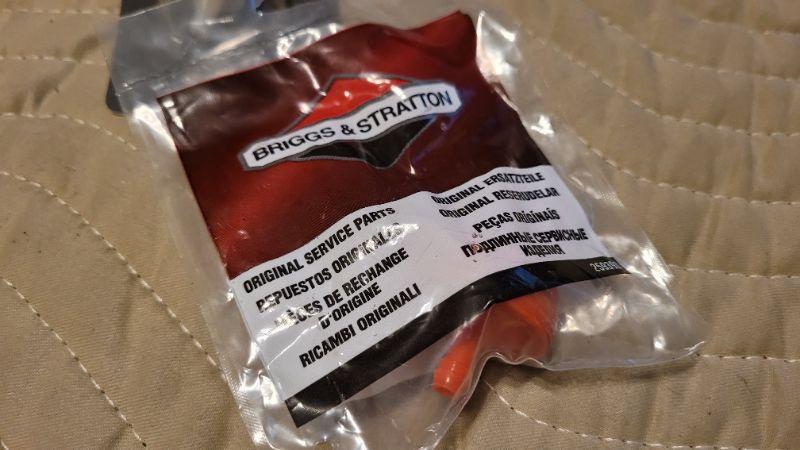 BRIGGS & STRATTON
ORIGINAL SERVICE PARTS
REPUESTOS ORIGINALES
PIÈCES DE RECHANGE
D'ORIGINE
RICAMBI ORIGINALI
ORIGINAL ERSATZTEILE
ORIGINAL RESERVDELAR
PEÇAS ORIGINAIS
ПОДЛИННЫЕ СЕРВИСНЫЕ
ИЗДЕЛИЯ